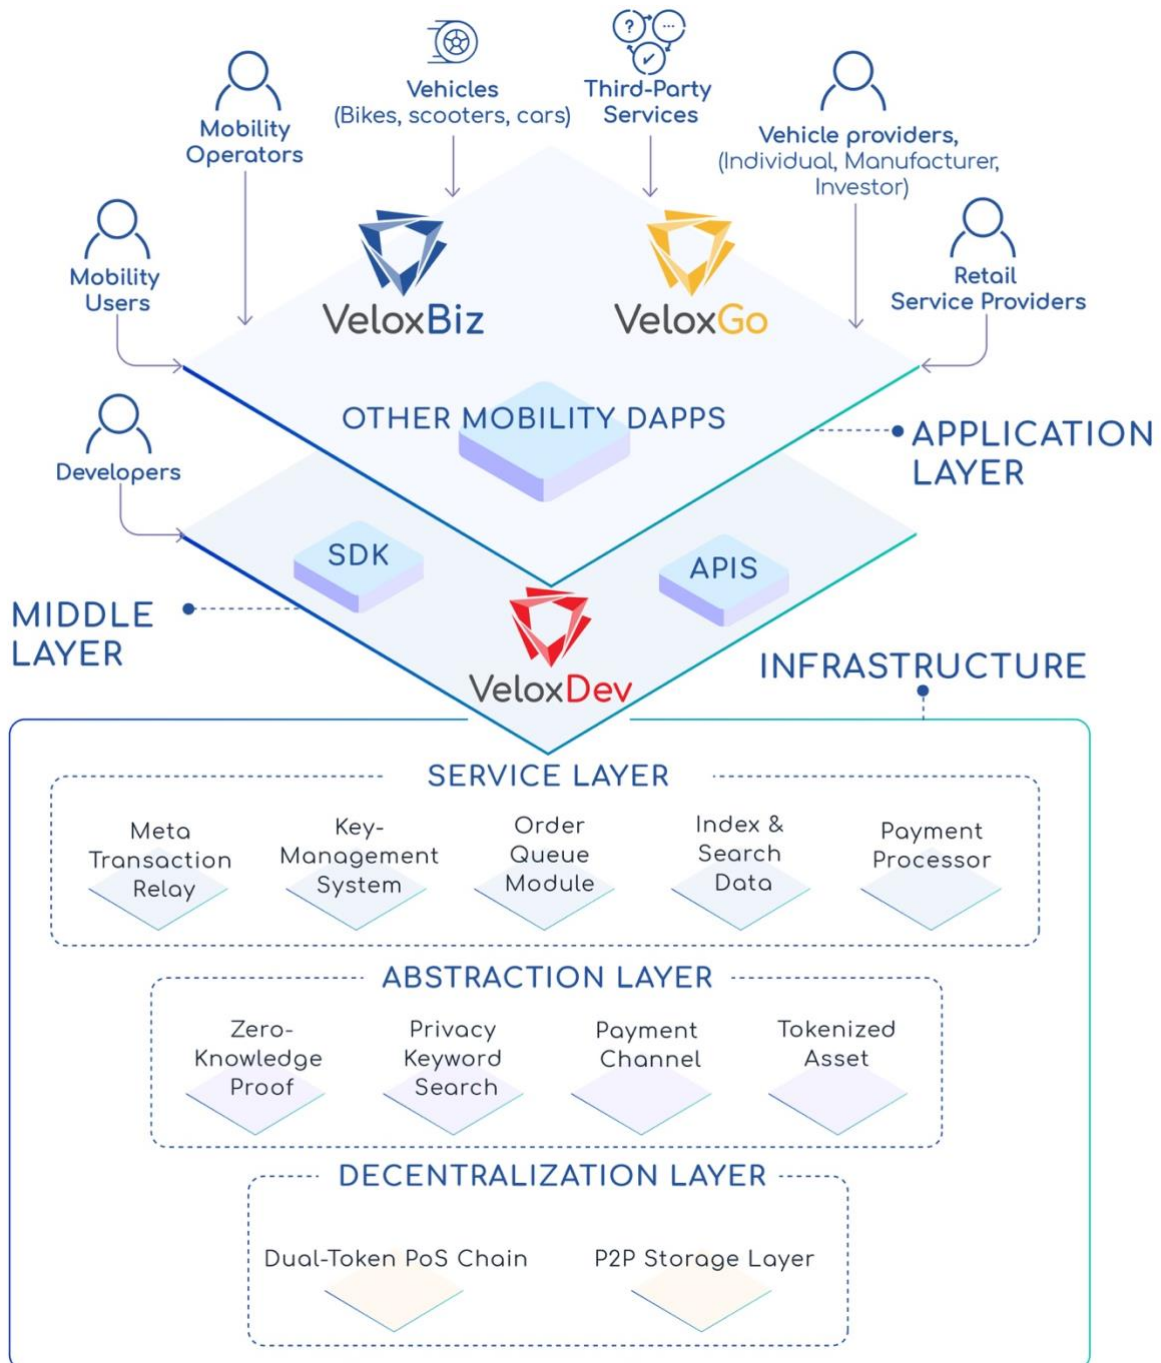 Vehicles
(Bikes, scooters, cars)
Third-Party
Services
Mobility
Operators
Vehicle providers,
(Individual, Manufacturer,
Investor)
Mobility
Users
Retail
Service Providers
VeloxBiz
VeloxGo
OTHER MOBILITY DAPPS
APPLICATION
LAYER
Developers
SDK
APIS
MIDDLE
LAYER
VeloxDev
INFRASTRUCTURE
SERVICE LAYER
Meta
Transaction
Relay
Key-
Management
System
Order
Queue
Module
Index &
Search
Data
Payment
Processor
ABSTRACTION LAYER
Zero-
Knowledge
Proof
Privacy
Keyword
Search
Payment
Channel
Tokenized
Asset
DECENTRALIZATION LAYER
Dual-Token PoS Chain
P2P Storage Layer